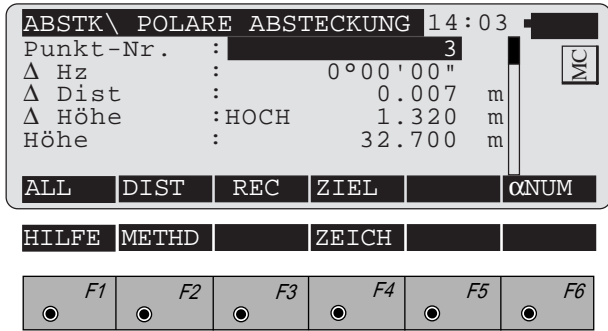 ABSTK\ POLARE ABSTECKUNG 14:03
Punkt-Nr. : 3
Δ Hz : 0°00'00"
Δ Dist : 0.007 m
Δ Höhe :HOCH 1.320 m
Höhe : 32.700 m
MC
ALL DIST REC ZIEL αNUM
HILFE METHD ZEICH
F1 F2 F3 F4 F5 F6